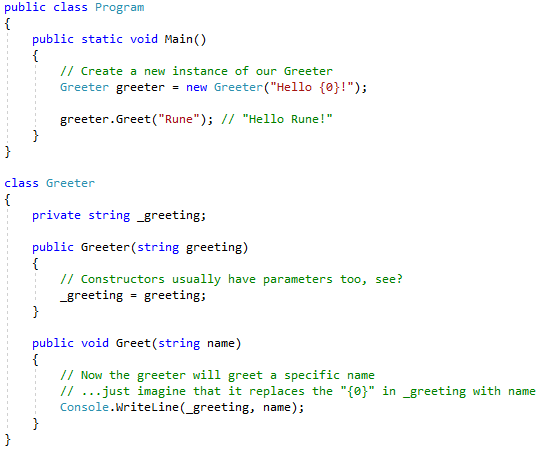 public class Program
{
    public static void Main()
    {
        // Create a new instance of our Greeter
        Greeter greeter = new Greeter("Hello {0}!");

        greeter.Greet("Rune"); // "Hello Rune!"
    }
}

class Greeter
{
    private string _greeting;

    public Greeter(string greeting)
    {
        // Constructors usually have parameters too, see?
        _greeting = greeting;
    }

    public void Greet(string name)
    {
        // Now the greeter will greet a specific name
        // ...just imagine that it replaces the "{0}" in _greeting with name
        Console.WriteLine(_greeting, name);
    }
}